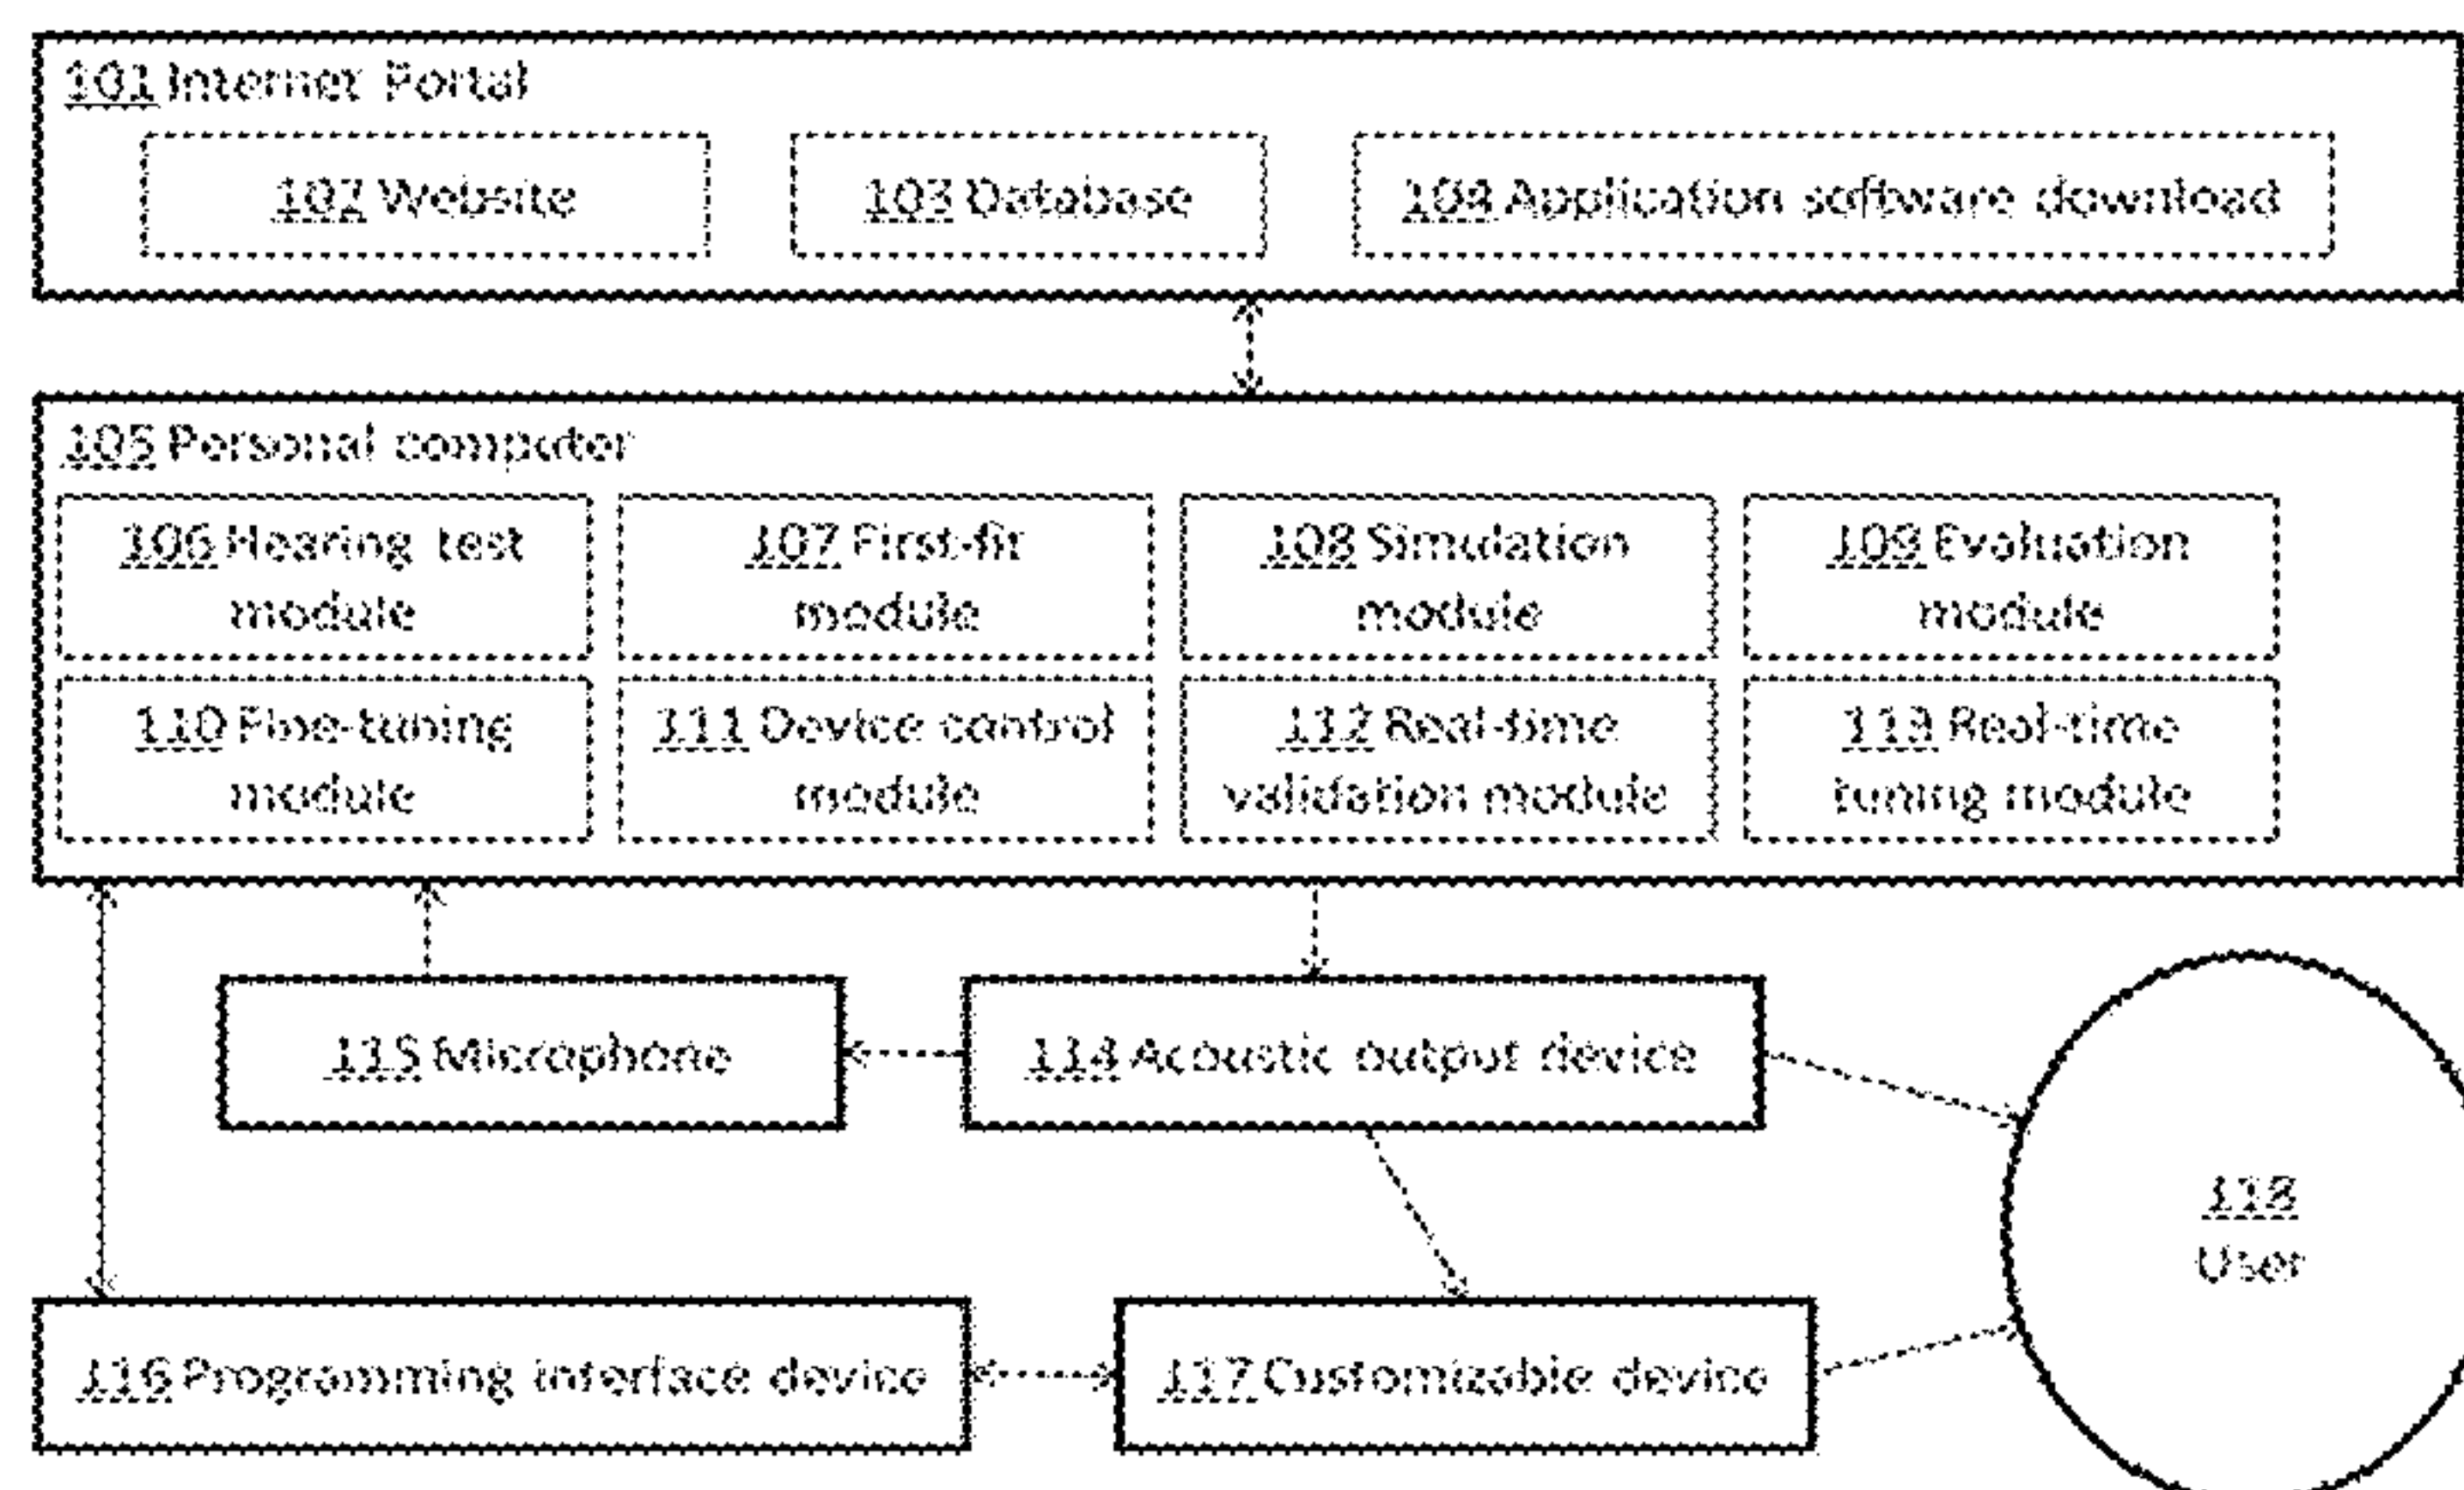 101 Internet Portal
102 Website
103 Database
104 Application software download
105 Personal computer
106 Hearing test
module
107 First-fit
module
108 Simulation
module
109 Evaluation
module
110 Fine-tuning
module
111 Device control
module
112 Real-time
validation module
113 Real-time
tuning module
115 Microphone
114 Acoustic output device
118
User
116 Programming interface device
117 Customizable device